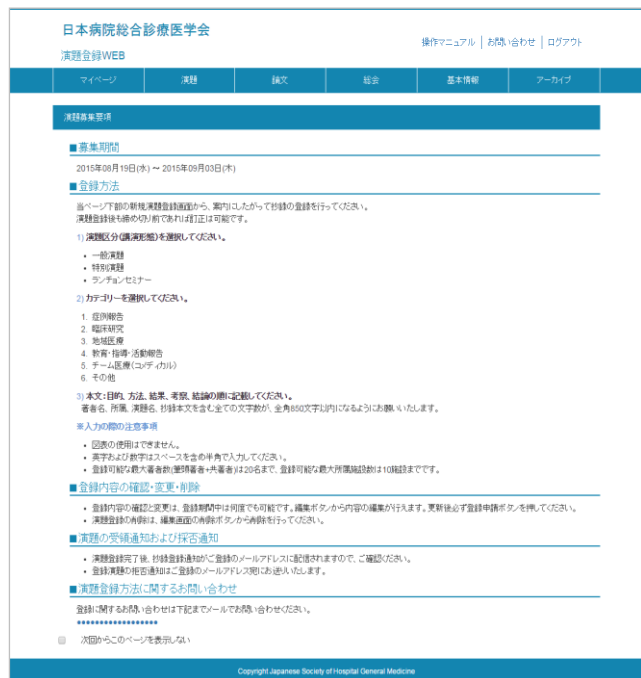 日本病院総合診療医学会
操作マニュアル | お問い合わせ | ログアウト
演題登録WEB
マイページ 演題 論文 総会 基本情報 アーカイブ
演題募集要項
■募集期間
2015年08月19日(水) ~ 2015年09月03日(木)
■登録方法
当ページ下部の新規演題登録画面から、案内にしたがって抄録の登録を行ってください。
演題登録後も締め切り前であれば訂正は可能です。
1) 演題区分(講演形態)を選択してください。
• 一般演題
• 特別演題
• ランチョンセミナー
2) カテゴリーを選択してください。
1. 症例報告
2. 臨床研究
3. 地域医療
4. 教育・指導・活動報告
5. チーム医療(コメディカル)
6. その他
3) 本文:目的、方法、結果、考察、結論の順に記載してください。
著者名、所属、演題名、抄録本文を含む全ての文字数が、全角850文字以内になるようにお願いいたします。
※入力の際の注意事項
• 図表の使用はできません。
• 英字および数字はスペースを含め半角で入力してください。
• 登録可能な最大著者数(筆頭著者+共著者)は20名まで、登録可能な最大所属施設数は10施設までです。
■登録内容の確認・変更・削除
• 登録内容の確認と変更は、登録期間中は何度でも可能です。編集ボタンから内容の編集が行えます。更新後必ず登録申請ボタンを押してください。
• 演題登録の削除は、編集画面の削除ボタンから削除を行ってください。
■演題の受領通知および採否通知
• 演題登録完了後、抄録登録通知がご登録のメールアドレスに配信されますので、ご確認ください。
• 登録演題の拒否通知はご登録のメールアドレス宛にお送りいたします。
■演題登録方法に関するお問い合わせ
登録に関するお問い合わせは下記までメールでお問い合わせください。
******************
次回からこのページを表示しない
Copyright Japanese Society of Hospital General Medicine